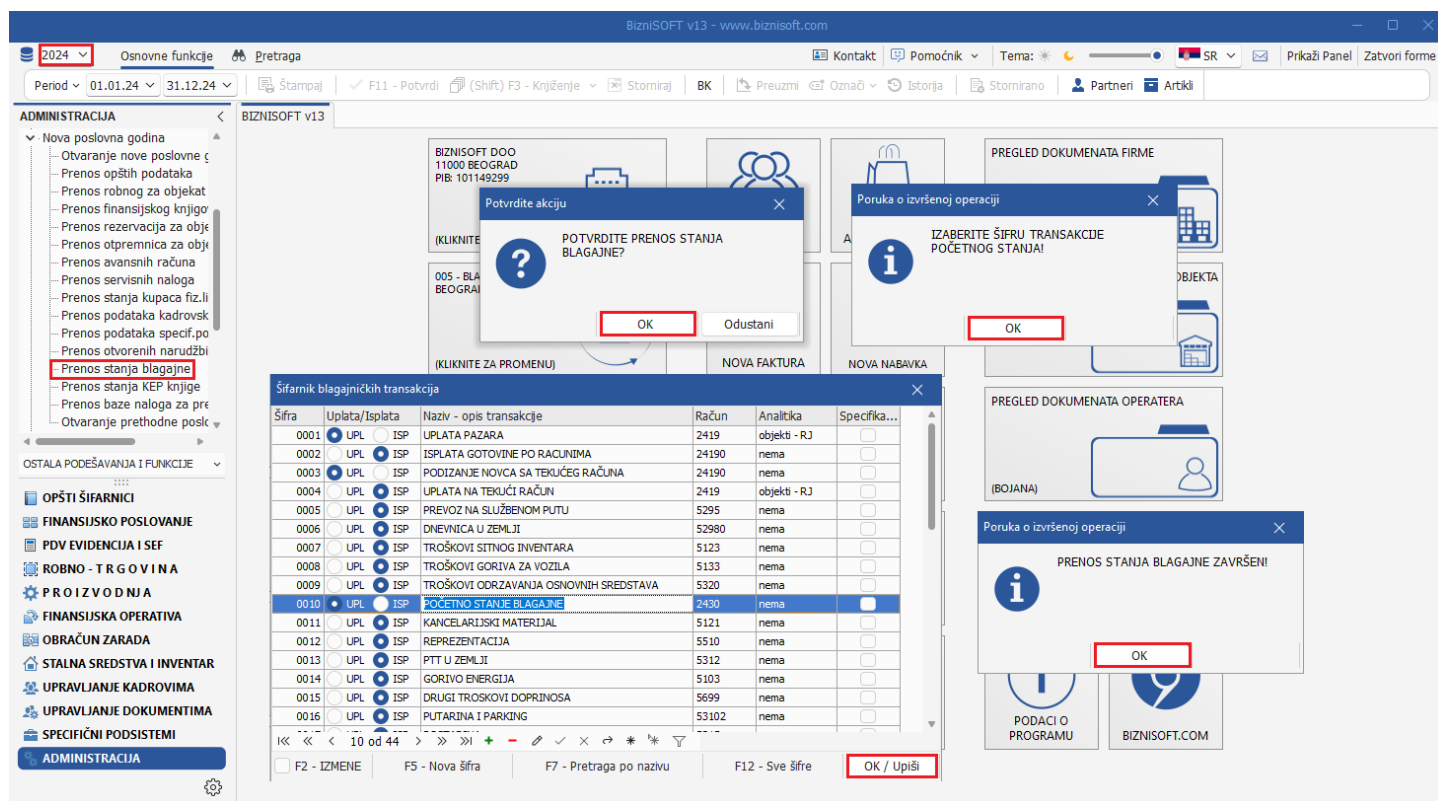 BizniSOFT v13 - www.biznisoft.com
2024 Osnovne funkcije Pretraga Kontakt Pomoćnik Tema: SR Prikaži Panel Zatvori forme
Period 01.01.24 31.12.24 Štampaj F11 - Potvrdi (Shift) F3 - Knjiženje Storniraj BK Preuzmi Označi Istorija Stornirano Partneri Artikli
ADMINISTRACIJA
BIZNISOFT v13
Nova poslovna godina
Otvaranje nove poslovne g
Prenos opštih podataka
Prenos robnog za objekat
Prenos finansijskog knjigo
Prenos rezervacija za obje
Prenos otpremnica za obje
Prenos avansnih računa
Prenos servisnih naloga
Prenos stanja kupaca fiz.li
Prenos podataka kadrovsk
Prenos podataka specif.po
Prenos otvorenih narudžbi
Prenos stanja blagajne
Prenos stanja KEP knjige
Prenos baze naloga za pre
Otvaranje prethodne poslc
OSTALA PODEŠAVANJA I FUNKCIJE
OPŠTI ŠIFARNICI
FINANSIJSKO POSLOVANJE
PDV EVIDENCIJA I SEF
ROBNO - T R G O V I N A
P R O I Z V O D NJ A
FINANSIJSKA OPERATIVA
OBRAČUN ZARADA
STALNA SREDSTVA I INVENTAR
UPRAVLJANJE KADROVIMA
UPRAVLJANJE DOKUMENTIMA
SPECIFIČNI PODSISTEMI
ADMINISTRACIJA
BIZNISOFT DOO
11000 BEOGRAD
PIB: 101149299
(KLIKNITE
005 - BLA
BEOGRA
(KLIKNITE ZA PROMENU)
NOVA FAKTURA
A
NOVA NABAVKA
PREGLED DOKUMENATA FIRME
OBJEKTA
PREGLED DOKUMENATA OPERATERA
(BOJANA)
PODACI O
PROGRAMU
BIZNISOFT.COM
Potvrdite akciju
POTVRDITE PRENOS STANJA
BLAGAJNE?
OK Odustani
Poruka o izvršenoj operaciji
IZABERITE ŠIFRU TRANSAKCIJE
POČETNOG STANJA!
OK
Šifarnik blagajničkih transakcija
Šifra Uplata/Isplata Naziv - opis transakcije Račun Analitika Specifika...
0001 UPL ISP UPLATA PAZARA 2419 objekti - RJ
0002 UPL ISP ISPLATA GOTOVINE PO RACUNIMA 24190 nema
0003 UPL ISP PODIZANJE NOVCA SA TEKUĆEG RAČUNA 24190 nema
0004 UPL ISP UPLATA NA TEKUĆI RAČUN 2419 objekti - RJ
0005 UPL ISP PREVOZ NA SLUŽBENOM PUTU 5295 nema
0006 UPL ISP DNEVNICA U ZEMLJI 52980 nema
0007 UPL ISP TROŠKOVI SITNOG INVENTARA 5123 nema
0008 UPL ISP TROŠKOVI GORIVA ZA VOZILA 5133 nema
0009 UPL ISP TROŠKOVI ODRZAVANJA OSNOVNIH SREDSTAVA 5320 nema
0010 UPL ISP POČETNO STANJE BLAGAJNE 2430 nema
0011 UPL ISP KANCELARIJSKI MATERIJAL 5121 nema
0012 UPL ISP REPREZENTACIJA 5510 nema
0013 UPL ISP PTT U ZEMLJI 5312 nema
0014 UPL ISP GORIVO ENERGIJA 5103 nema
0015 UPL ISP DRUGI TROSKOVI DOPRINOSA 5699 nema
0016 UPL ISP PUTARINA I PARKING 53102 nema
10 od 44
F2 - IZMENE F5 - Nova šifra F7 - Pretraga po nazivu F12 - Sve šifre OK / Upiši
Poruka o izvršenoj operaciji
PRENOS STANJA BLAGAJNE ZAVRŠEN!
OK